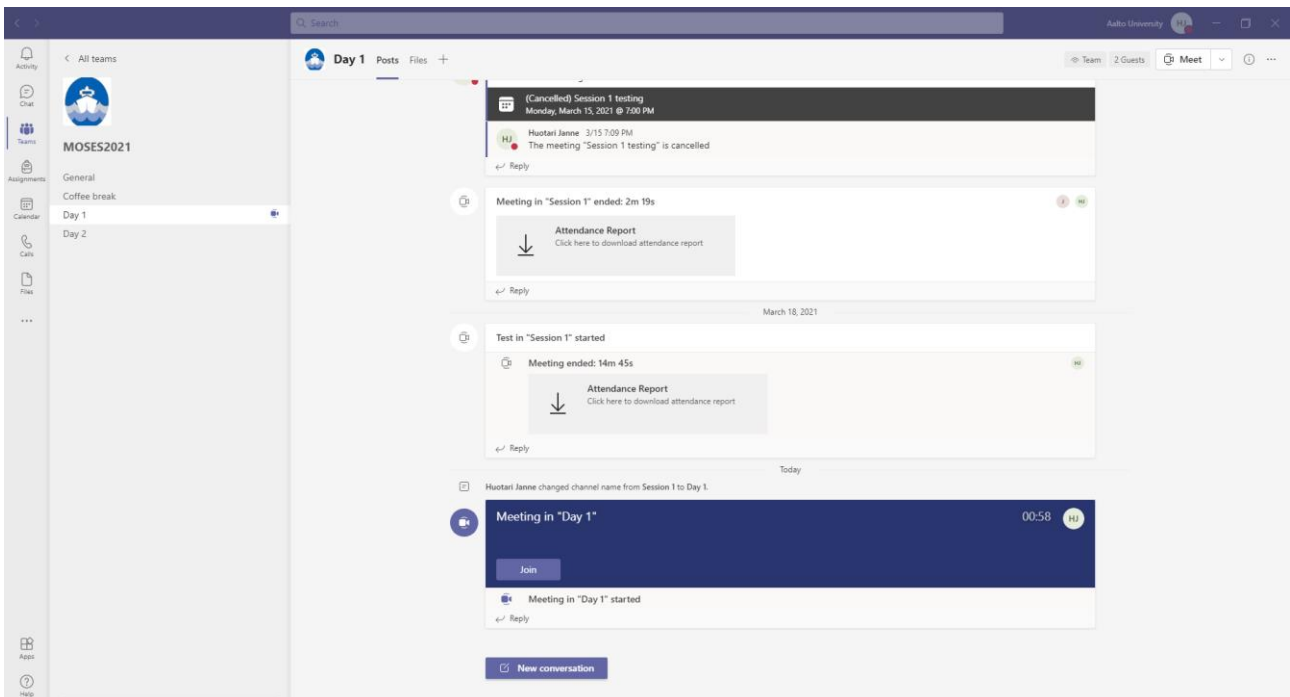 Search
Aalto University
HJ
Activity
Chat
Teams
Assignments
Calendar
Calls
Files
Apps
Help
All teams
MOSES2021
General
Coffee break
Day 1
Day 2
Day 1 Posts Files
Team 2 Guests Meet
(Cancelled) Session 1 testing
Monday, March 15, 2021 @ 7:00 PM
HJ Huotari Janne 3/15 7:09 PM
The meeting "Session 1 testing" is cancelled
Reply
Meeting in "Session 1" ended: 2m 19s
J HJ
Attendance Report
Click here to download attendance report
Reply
March 18, 2021
Test in "Session 1" started
Meeting ended: 14m 45s
HJ
Attendance Report
Click here to download attendance report
Reply
Today
Huotari Janne changed channel name from Session 1 to Day 1.
Meeting in "Day 1" 00:58 HJ
Join
Meeting in "Day 1" started
Reply
New conversation